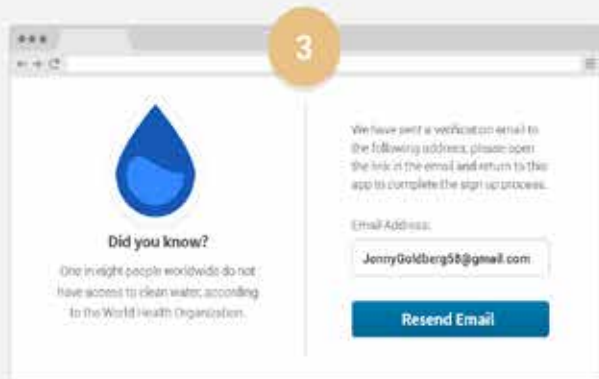 3
Did you know?
One in eight people worldwide do not
have access to clean water, according
to the World Health Organization.
We have sent a verification email to
the following address, please open
the link in the email and return to this
app to complete the sign up process.
Email Address:
JonnyGoldberg58@gmail.com
Resend Email